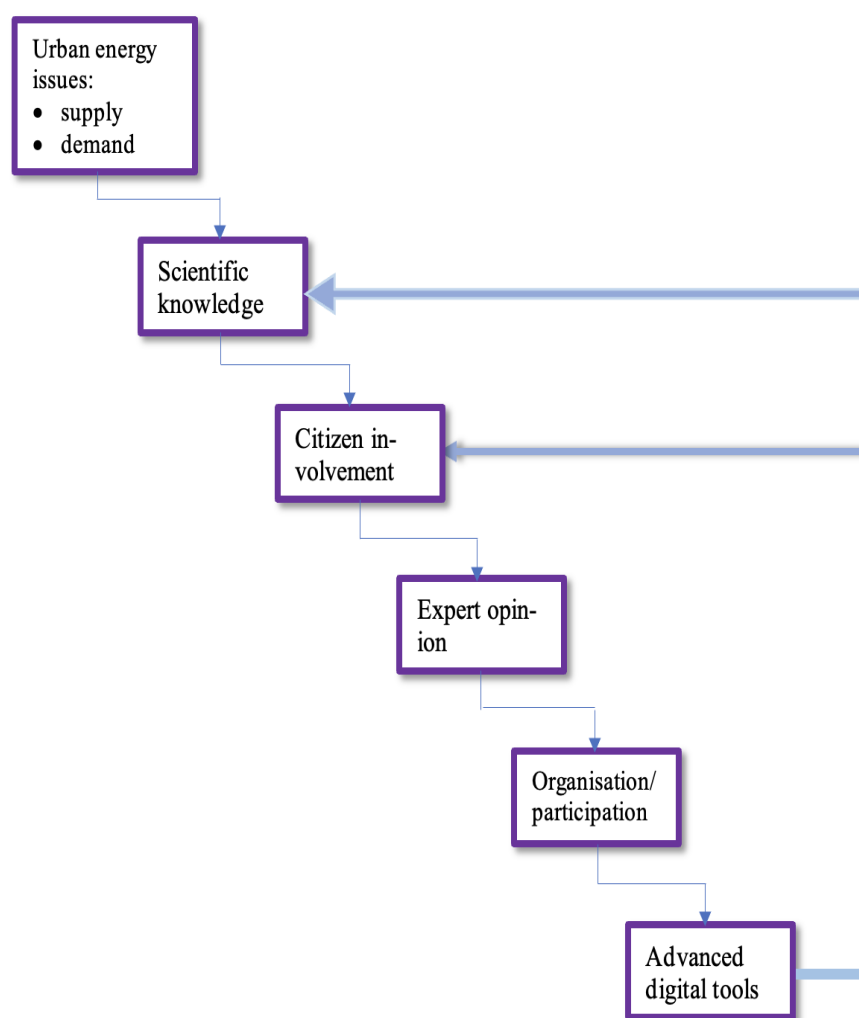 Urban energy
issues:
• supply
• demand
Scientific
knowledge
Citizen in-
volvement
Expert opin-
ion
Organisation/
participation
Advanced
digital tools